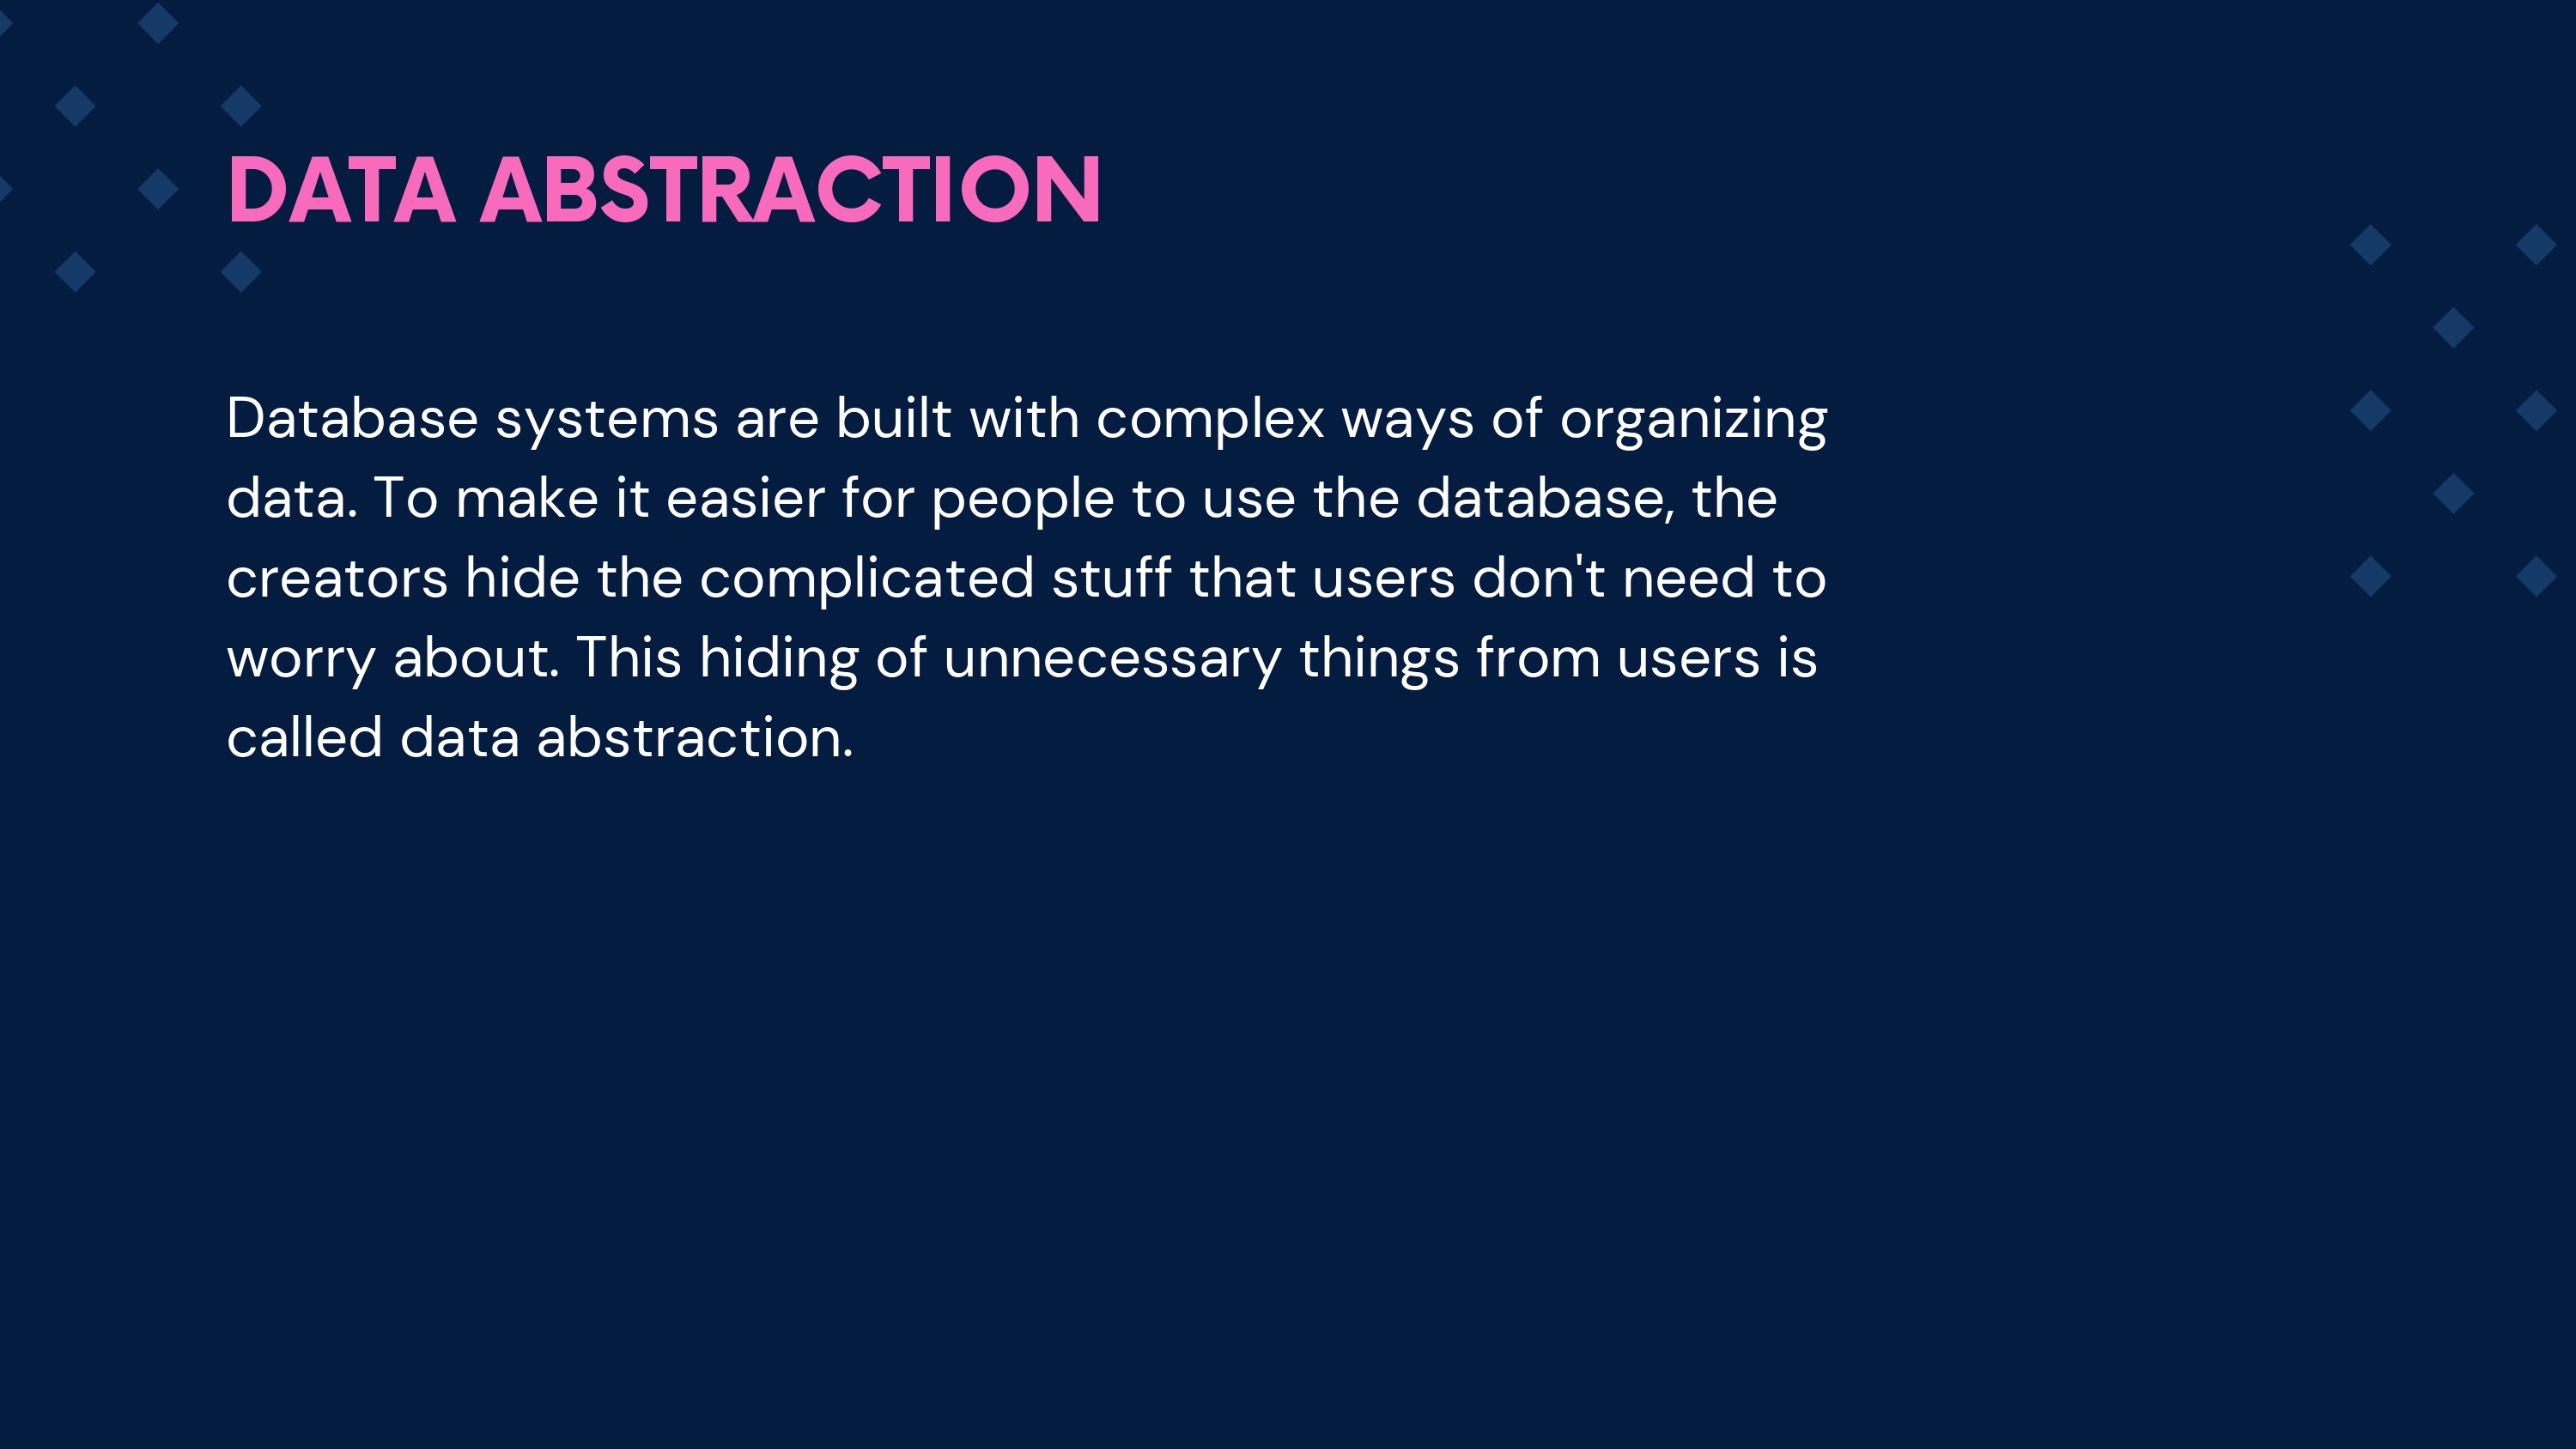 DATA ABSTRACTION
Database systems are built with complex ways of organizing
data. To make it easier for people to use the database, the
creators hide the complicated stuff that users don't need to
worry about. This hiding of unnecessary things from users is
called data abstraction.